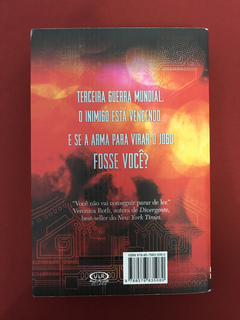 TERCEIRA GUERRA MUNDIAL.
O INIMIGO ESTÁ VENCENDO.
E SE A ARMA PARA VIRAR O JOGO
FOSSE VOCÊ?
"Você não vai conseguir parar de ler."
Veronica Roth, autora de Divergente,
best-seller do New York Times.
V&R